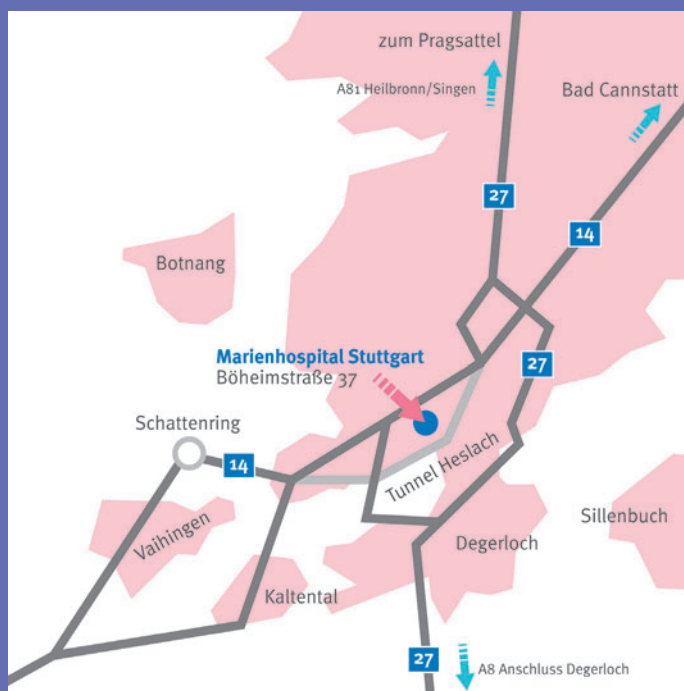 zum Pragsattel
A81 Heilbronn/Singen
Bad Cannstatt
27
14
Botnang
Marienhospital Stuttgart
Böheimstraße 37
27
Schattenring
14
Tunnel Heslach
Vaihingen
Sillenbuch
Degerloch
Kaltental
27
A8 Anschluss Degerloch